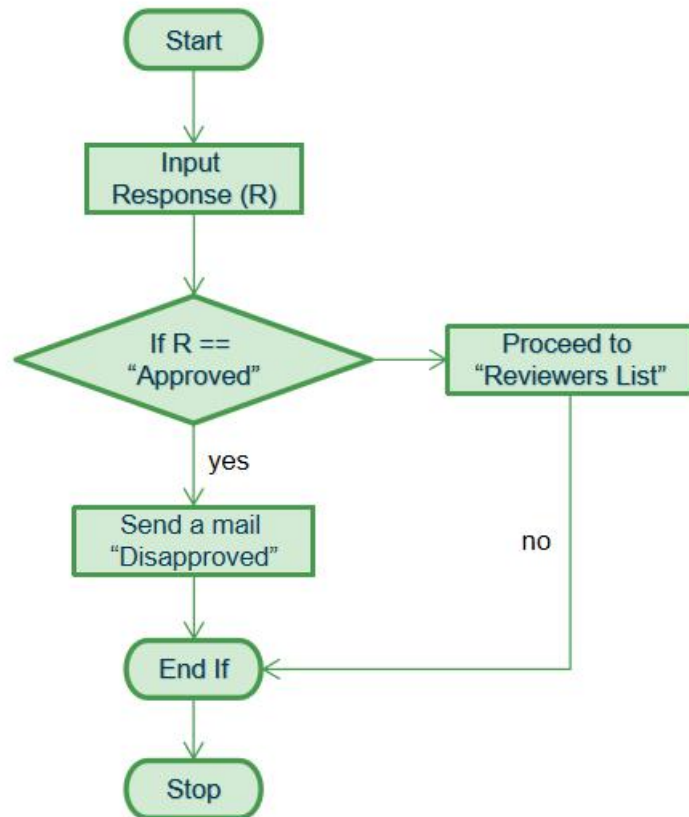 Start
Input
Response (R)
If R ==
“Approved”
Proceed to
“Reviewers List”
yes
Send a mail
“Disapproved”
no
End If
Stop